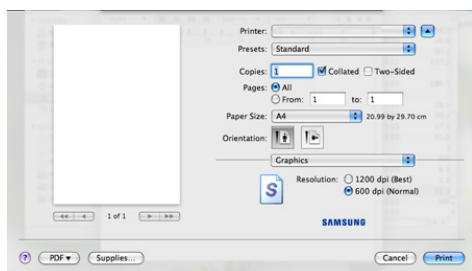 Printer:
Presets: Standard
Copies: 1 Collated Two-Sided
Pages: All
From: 1 to: 1
Paper Size: A4 20.99 by 29.70 cm
Orientation:
Graphics
Resolution: 1200 dpi (Best)
600 dpi (Normal)
S
1 of 1
SAMSUNG
? PDF Supplies... Cancel Print